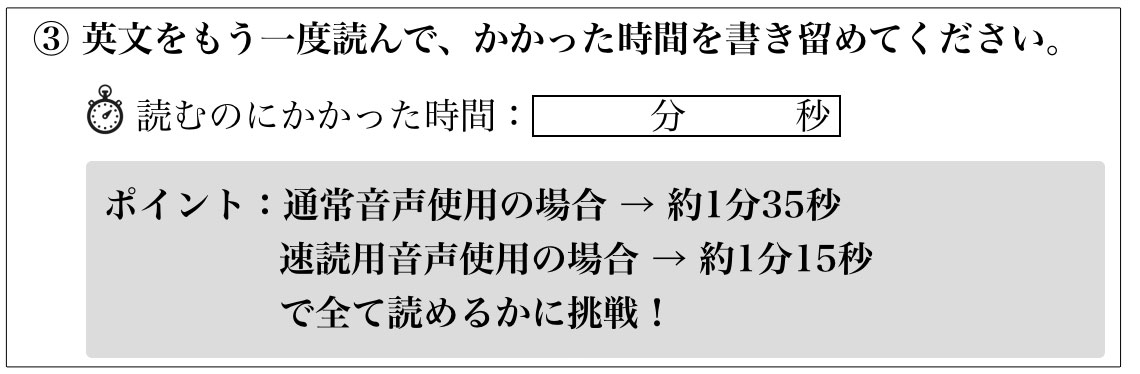 ③ 英文をもう一度読んで、かかった時間を書き留めてください。
読むのにかかった時間： 分 秒
ポイント：通常音声使用の場合 → 約1分35秒
速読用音声使用の場合 → 約1分15秒
で全て読めるかに挑戦！